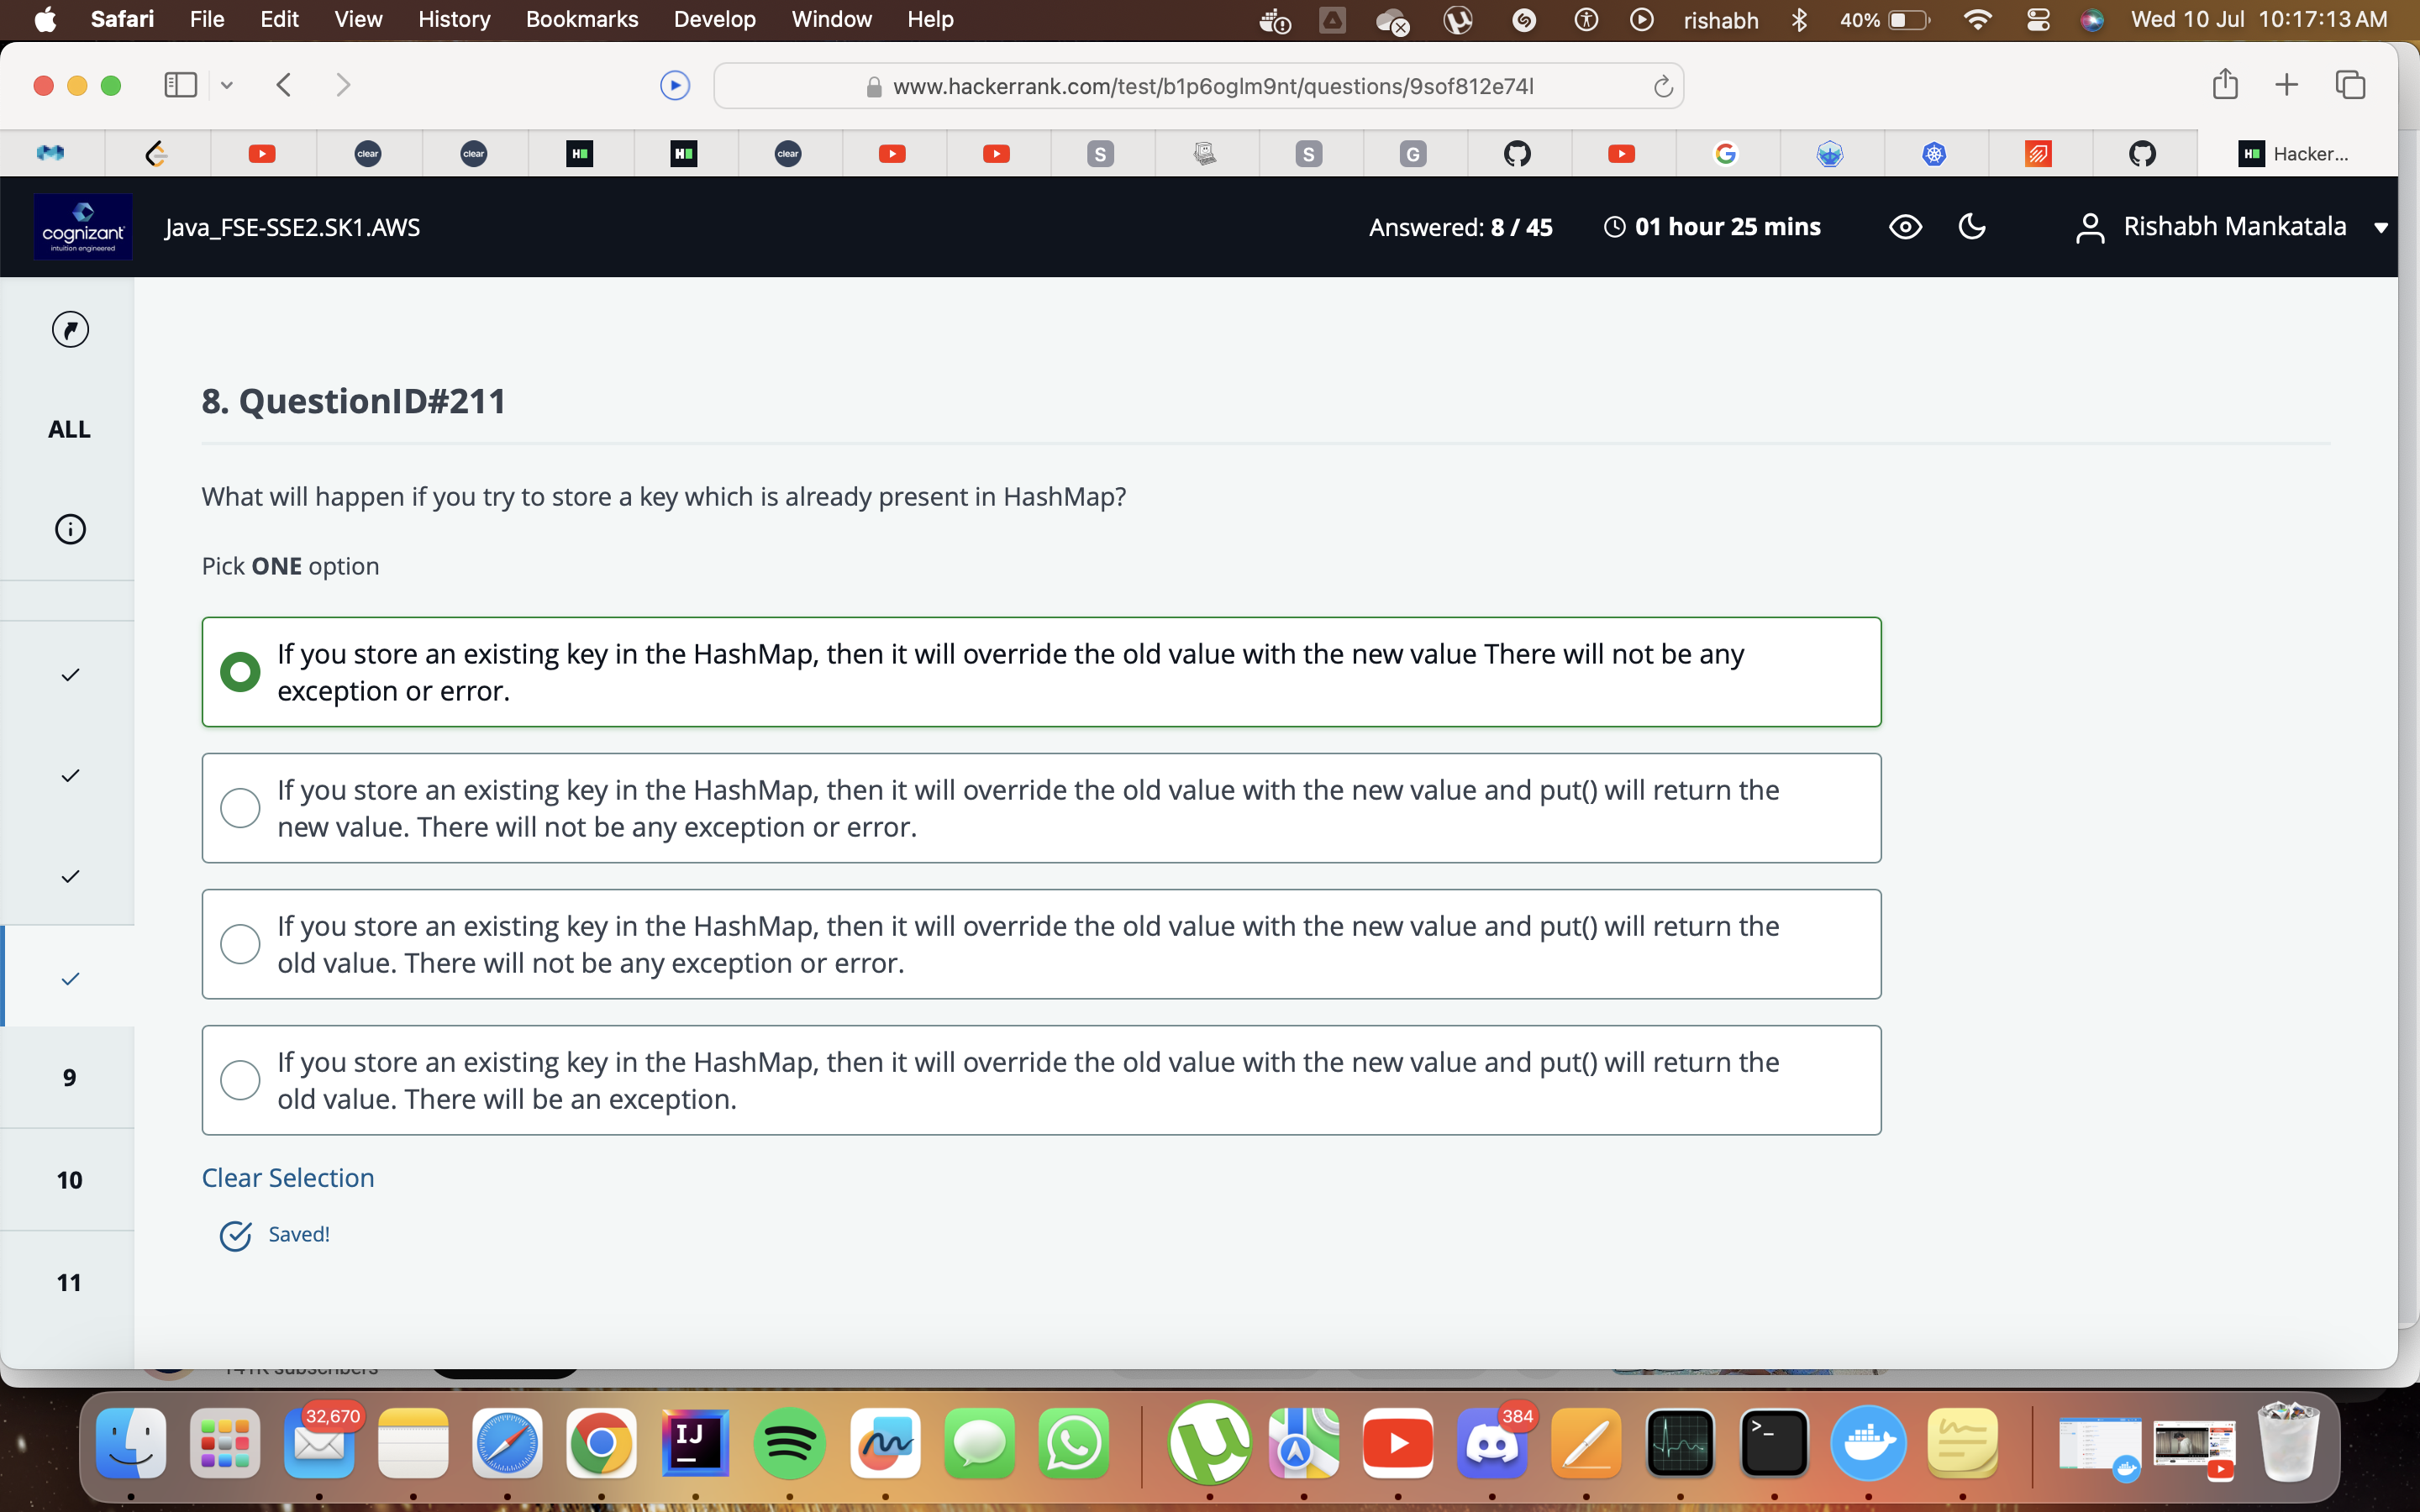 Safari File Edit View History Bookmarks Develop Window Help rishabh 40% Wed 10 Jul 10:17:13 AM
www.hackerrank.com/test/b1p6oglm9nt/questions/9sof812e74l
clear clear H clear S S G H Hacker...
cognizant
intuition engineered
Java_FSE-SSE2.SK1.AWS
Answered: 8 / 45
01 hour 25 mins
Rishabh Mankatala
8. QuestionID#211
ALL
What will happen if you try to store a key which is already present in HashMap?
Pick ONE option
If you store an existing key in the HashMap, then it will override the old value with the new value There will not be any
exception or error.
If you store an existing key in the HashMap, then it will override the old value with the new value and put() will return the
new value. There will not be any exception or error.
If you store an existing key in the HashMap, then it will override the old value with the new value and put() will return the
old value. There will not be any exception or error.
If you store an existing key in the HashMap, then it will override the old value with the new value and put() will return the
old value. There will be an exception.
9
10
11
Clear Selection
Saved!
32,670
IJ
384
>_